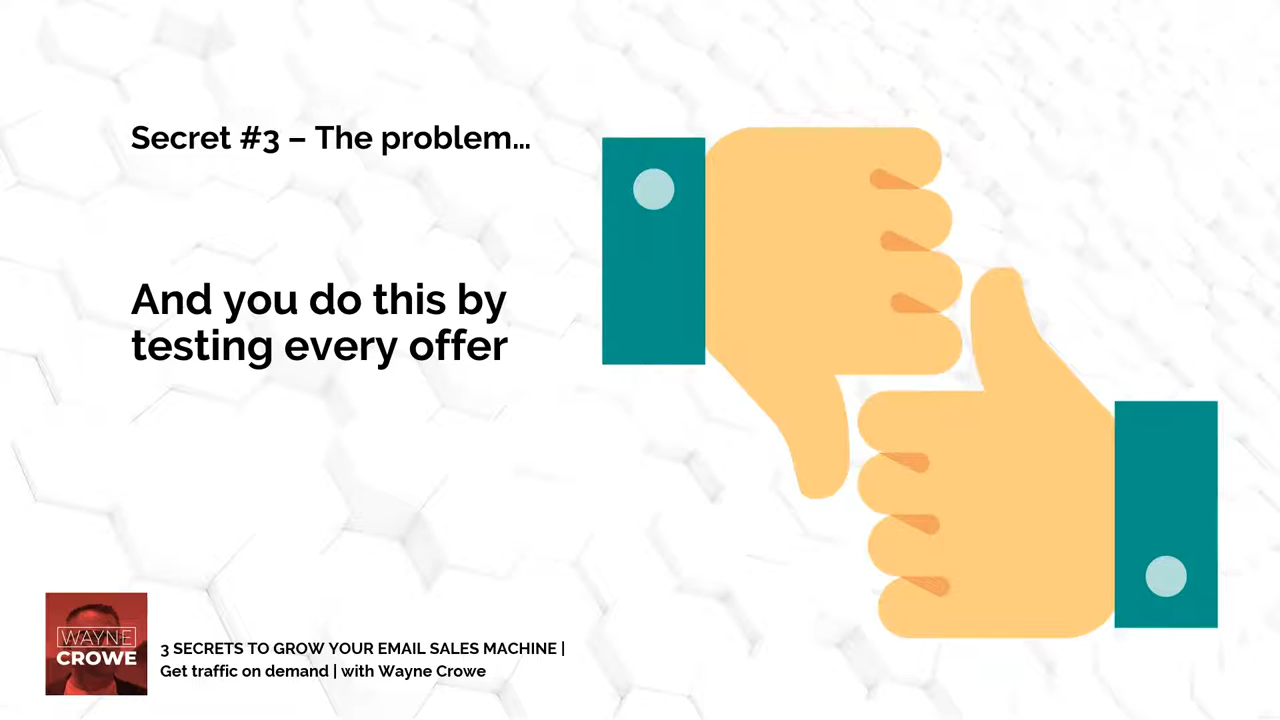 Secret #3 – The problem...
And you do this by
testing every offer
WAYNE
CROWE
3 SECRETS TO GROW YOUR EMAIL SALES MACHINE |
Get traffic on demand | with Wayne Crowe